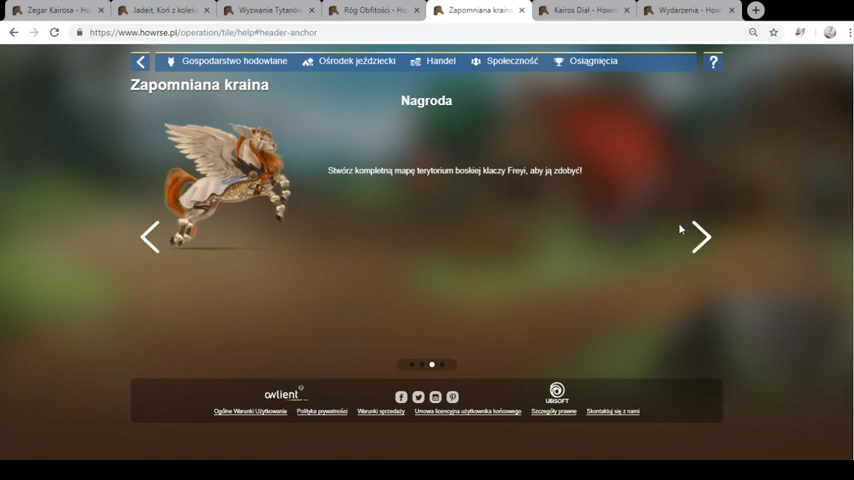 Zegar Kairosa - Ho
Jadeit, Koń z kolek
Wyzwanie Tytanów
Róg Obfitości - Ho
Zapomniana kraina
Kairos Dial - Howrs
Wydarzenia - How
https://www.howrse.pl/operation/tile/help#header-anchor
Gospodarstwo hodowlane Ośrodek jeździecki Handel Społeczność Osiągnięcia ?
Zapomniana kraina
Nagroda
Stwórz kompletną mapę terytorium boskiej klaczy Freyi, aby ją zdobyć!
owlient
UBISOFT
Ogólne Warunki Użytkowania Polityka prywatności Warunki sprzedaży Umowa licencyjna użytkownika końcowego Szczegóły prawne Skontaktuj się z nami